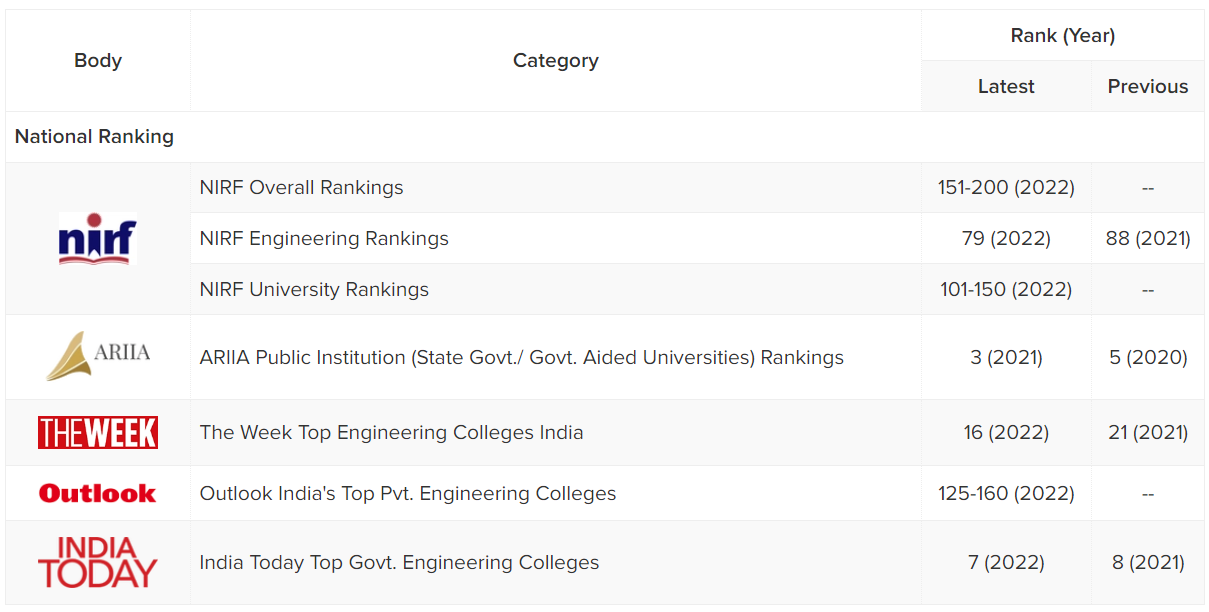 Body Category Rank (Year)
Latest Previous
National Ranking
nirf
NIRF Overall Rankings 151-200 (2022) --
NIRF Engineering Rankings 79 (2022) 88 (2021)
NIRF University Rankings 101-150 (2022) --
ARIIA ARIIA Public Institution (State Govt./ Govt. Aided Universities) Rankings 3 (2021) 5 (2020)
THE WEEK The Week Top Engineering Colleges India 16 (2022) 21 (2021)
Outlook Outlook India's Top Pvt. Engineering Colleges 125-160 (2022) --
INDIA
TODAY India Today Top Govt. Engineering Colleges 7 (2022) 8 (2021)